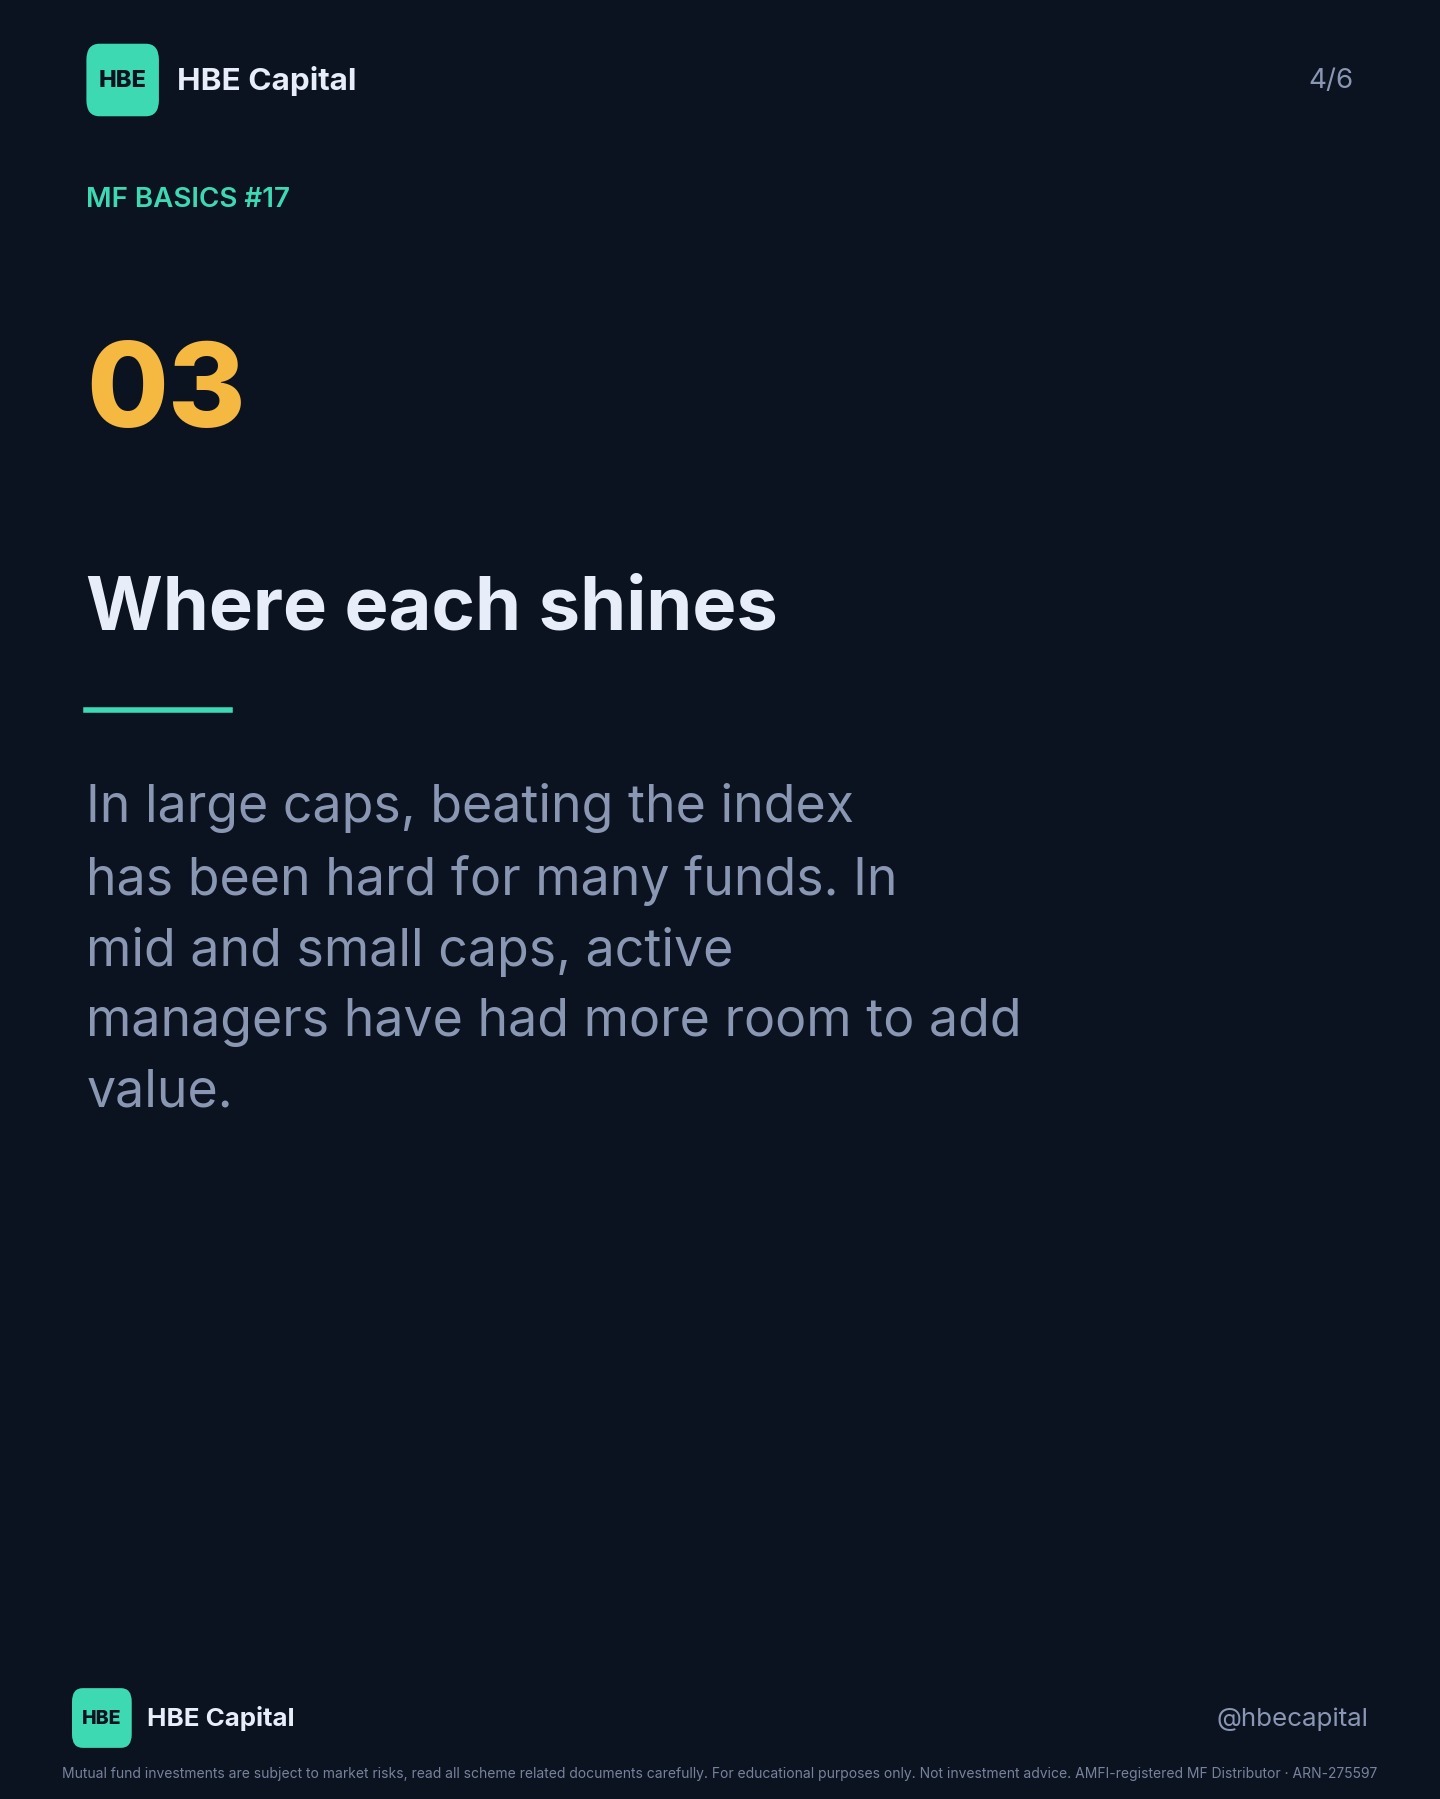 HBE HBE Capital 4/6
MF BASICS #17
03
Where each shines
In large caps, beating the index
has been hard for many funds. In
mid and small caps, active
managers have had more room to add
value.
HBE HBE Capital @hbecapital
Mutual fund investments are subject to market risks, read all scheme related documents carefully. For educational purposes only. Not investment advice. AMFI-registered MF Distributor · ARN-275597